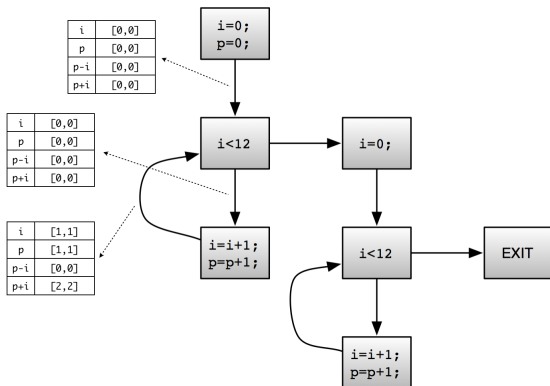 i [0,0]
p [0,0]
p-i [0,0]
p+i [0,0]
i=0;
p=0;
i [0,0]
p [0,0]
p-i [0,0]
p+i [0,0]
i<12
i=0;
i [1,1]
p [1,1]
p-i [0,0]
p+i [2,2]
i=i+1;
p=p+1;
i<12
EXIT
i=i+1;
p=p+1;